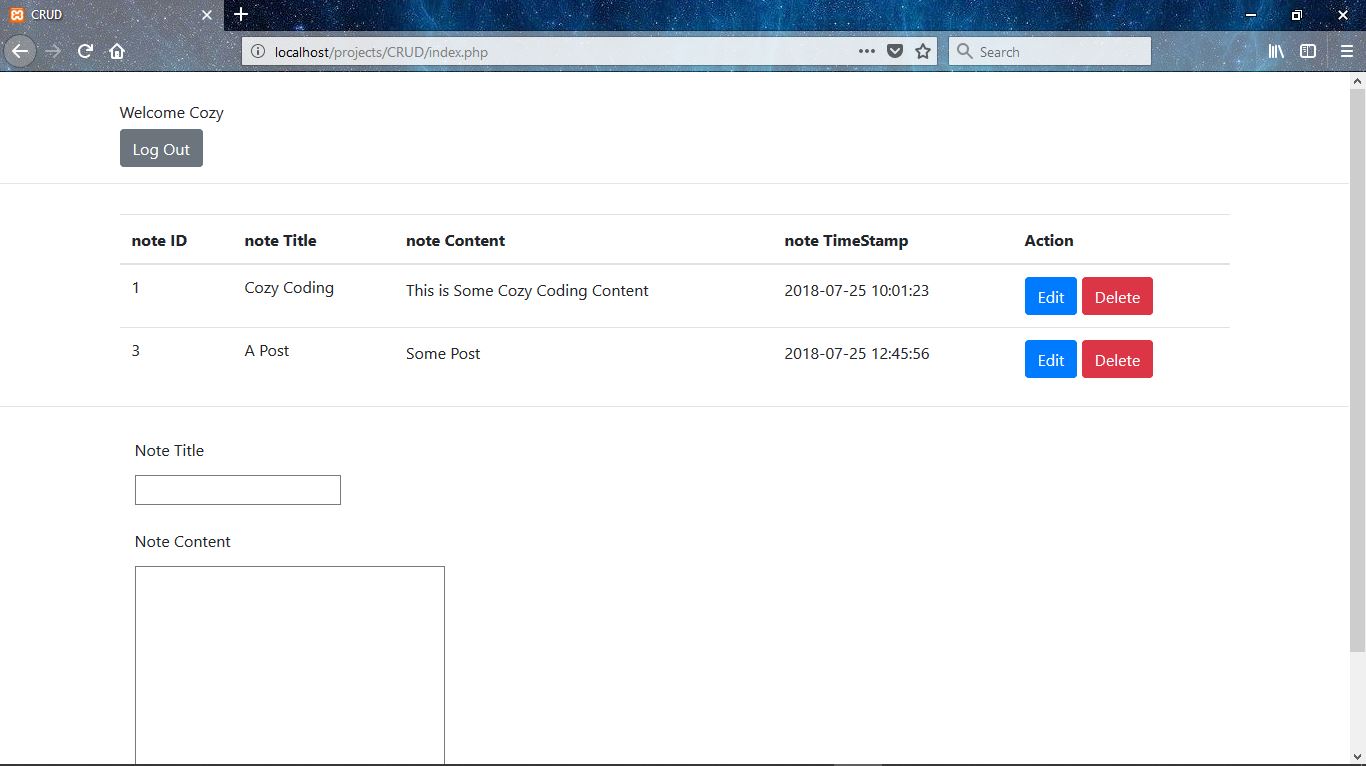 CRUD
localhost/projects/CRUD/index.php
Search
Welcome Cozy
Log Out
note ID note Title note Content note TimeStamp Action
1 Cozy Coding This is Some Cozy Coding Content 2018-07-25 10:01:23 Edit Delete
3 A Post Some Post 2018-07-25 12:45:56 Edit Delete
Note Title
Note Content